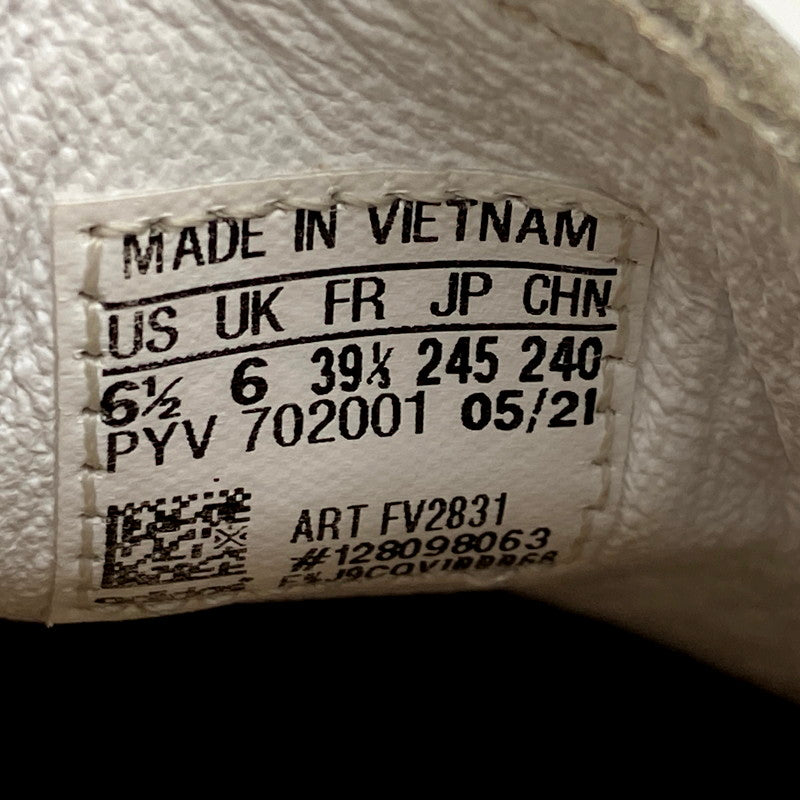 MADE IN VIETNAM
US UK FR JP CHN
6½ 6 39⅓ 245 240
PYV 702001 05/21
ART FV2831
#128098063